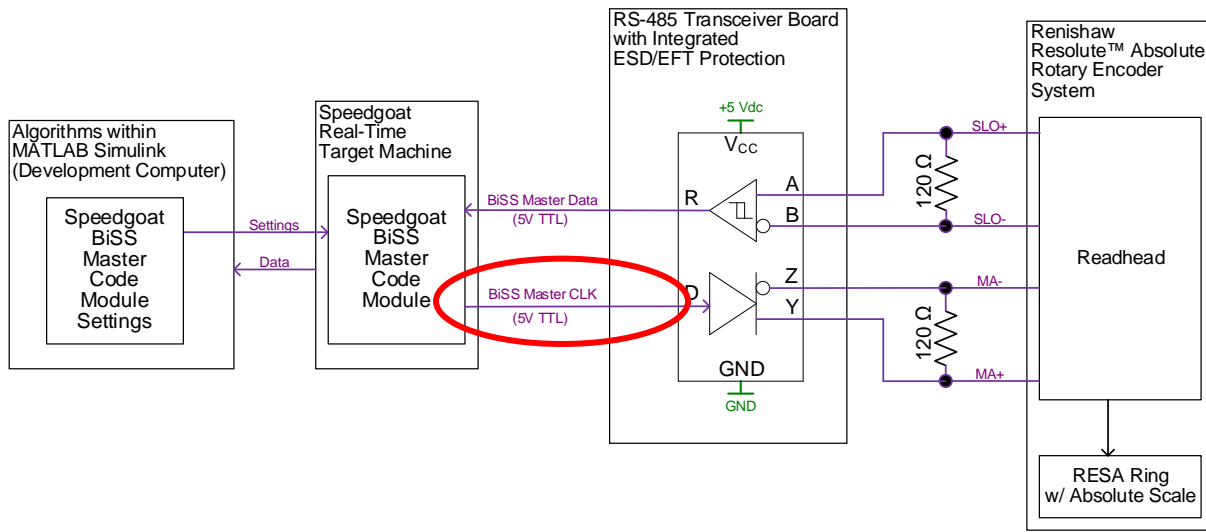 Algorithms within
MATLAB Simulink
(Development Computer)
Speedgoat
BiSS
Master
Code
Module
Settings
Settings
Data
Speedgoat
Real-Time
Target Machine
Speedgoat
BiSS
Master
Code
Module
BiSS Master Data
(5V TTL)
BiSS Master CLK
(5V TTL)
RS-485 Transceiver Board
with Integrated
ESD/EFT Protection
+5 Vdc
VCC
R
A
B
D
Z
Y
GND
GND
SLO+
120 Ω
SLO-
MA-
120 Ω
MA+
Renishaw
Resolute™ Absolute
Rotary Encoder
System
Readhead
RESA Ring
w/ Absolute Scale